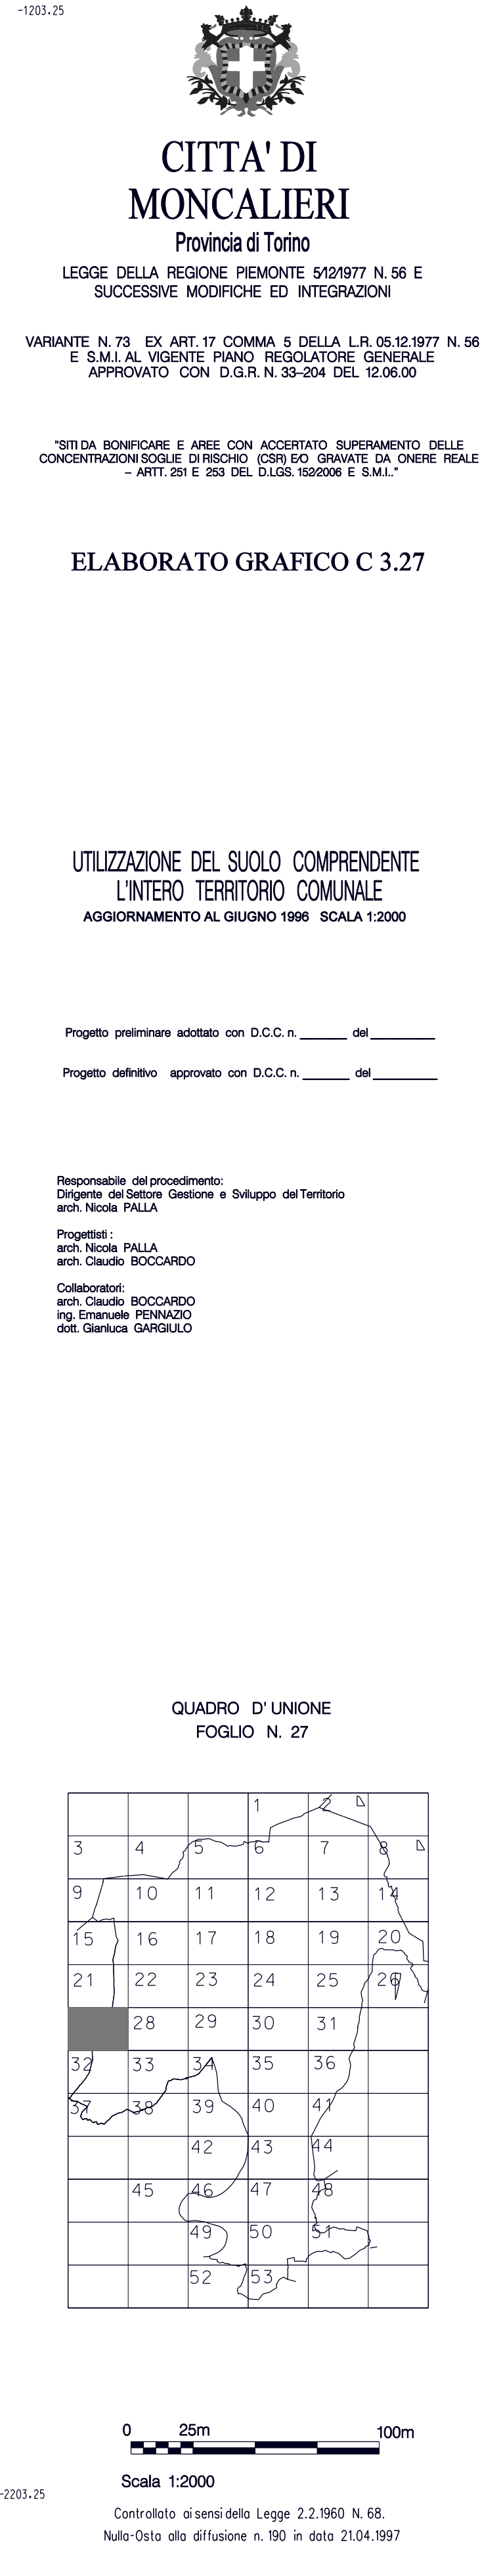 -1203.25
CITTA' DI
MONCALIERI
Provincia di Torino
LEGGE DELLA REGIONE PIEMONTE 5/12/1977 N. 56 E
SUCCESSIVE MODIFICHE ED INTEGRAZIONI
VARIANTE N. 73 EX ART. 17 COMMA 5 DELLA L.R. 05.12.1977 N. 56
E S.M.I. AL VIGENTE PIANO REGOLATORE GENERALE
APPROVATO CON D.G.R. N. 33–204 DEL 12.06.00
"SITI DA BONIFICARE E AREE CON ACCERTATO SUPERAMENTO DELLE
CONCENTRAZIONI SOGLIE DI RISCHIO (CSR) E/O GRAVATE DA ONERE REALE
– ARTT. 251 E 253 DEL D.LGS. 152/2006 E S.M.I.."
ELABORATO GRAFICO C 3.27
UTILIZZAZIONE DEL SUOLO COMPRENDENTE
L'INTERO TERRITORIO COMUNALE
AGGIORNAMENTO AL GIUGNO 1996 SCALA 1:2000
Progetto preliminare adottato con D.C.C. n. ________ del ___________
Progetto definitivo approvato con D.C.C. n. ________ del ___________
Responsabile del procedimento:
Dirigente del Settore Gestione e Sviluppo del Territorio
arch. Nicola PALLA
Progettisti :
arch. Nicola PALLA
arch. Claudio BOCCARDO
Collaboratori:
arch. Claudio BOCCARDO
ing. Emanuele PENNAZIO
dott. Gianluca GARGIULO
QUADRO D' UNIONE
FOGLIO N. 27
1 2
3 4 5 6 7 8
9 10 11 12 13 14
15 16 17 18 19 20
21 22 23 24 25 26
28 29 30 31
32 33 34 35 36
37 38 39 40 41
42 43 44
45 46 47 48
49 50 51
52 53
0 25m 100m
Scala 1:2000
-2203.25
Controllato ai sensi della Legge 2.2.1960 N. 68.
Nulla-Osta alla diffusione n. 190 in data 21.04.1997